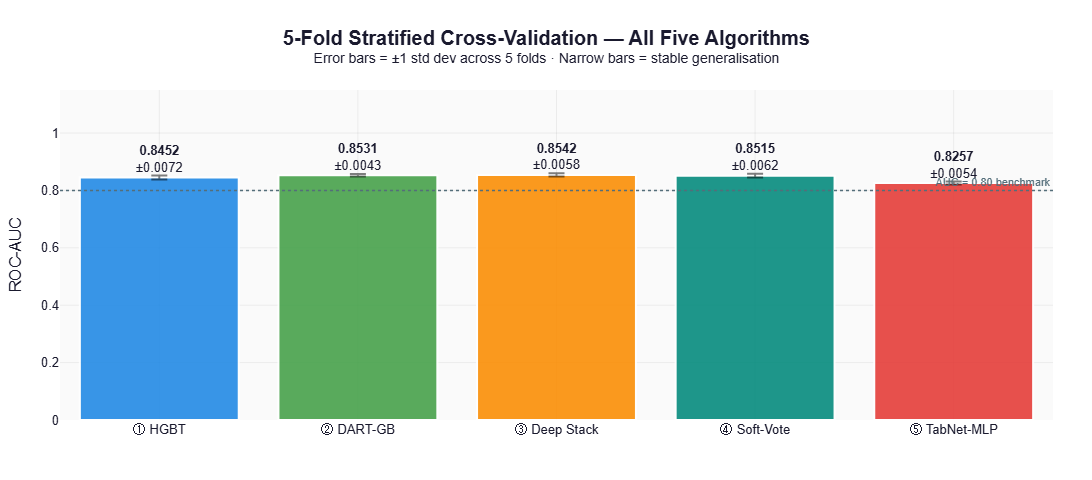 5-Fold Stratified Cross-Validation — All Five Algorithms
Error bars = ±1 std dev across 5 folds · Narrow bars = stable generalisation
ROC-AUC
1
0.8
0.6
0.4
0.2
0
0.8452
±0.0072
0.8531
±0.0043
0.8542
±0.0058
0.8515
±0.0062
0.8257
±0.0054
AUC = 0.80 benchmark
① HGBT
② DART-GB
③ Deep Stack
④ Soft-Vote
⑤ TabNet-MLP